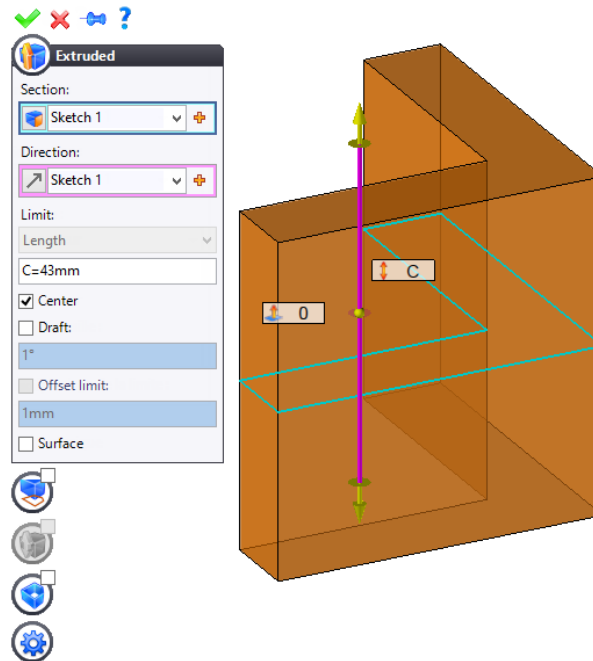 ?
Extruded
Section:
Sketch 1
Direction:
Sketch 1
Limit:
Length
C=43mm
Center
Draft:
1°
Offset limit:
1mm
Surface
C
0